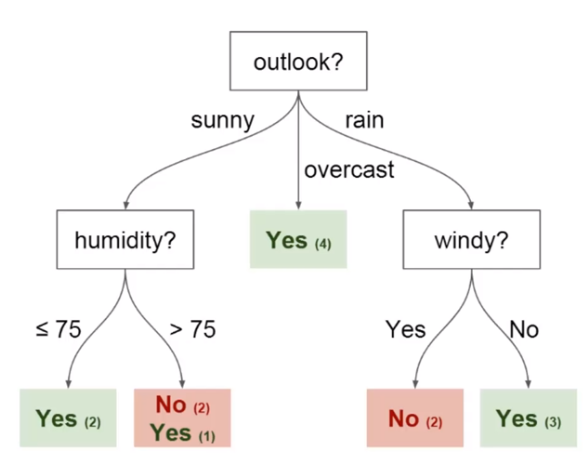 outlook?
sunny
rain
overcast
humidity?
Yes (4)
windy?
≤ 75
> 75
Yes
No
Yes (2)
No (2)
Yes (1)
No (2)
Yes (3)